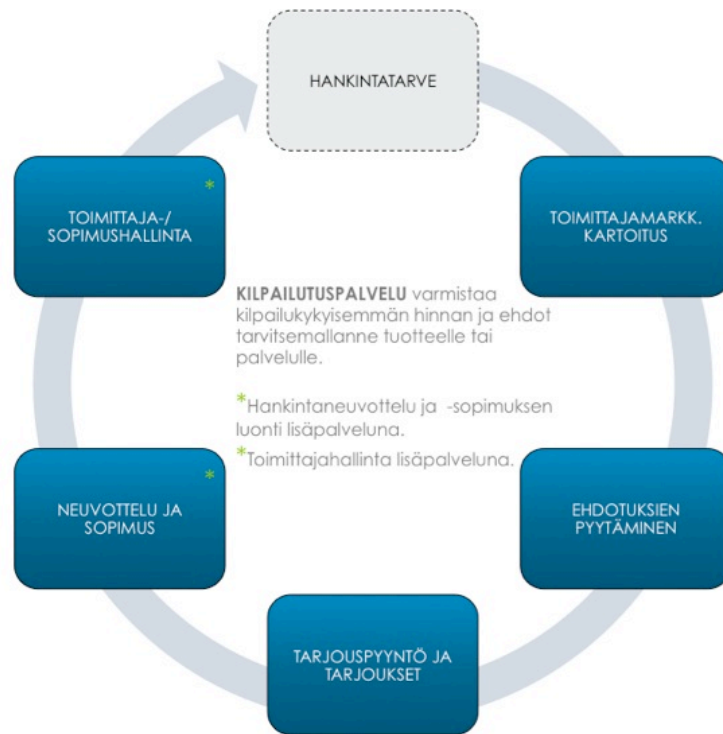 HANKINTATARVE
TOIMITTAJAMARKK.
KARTOITUS
EHDOTUKSIEN
PYYTÄMINEN
TARJOUSPYYNTÖ JA
TARJOUKSET
*
NEUVOTTELU JA
SOPIMUS
*
TOIMITTAJA-/
SOPIMUSHALLINTA
KILPAILUTUSPALVELU varmistaa
kilpailukykyisemmän hinnan ja ehdot
tarvitsemallanne tuotteelle tai
palvelulle.
*Hankintaneuvottelu ja -sopimuksen
luonti lisäpalveluna.
*Toimittajahallinta lisäpalveluna.